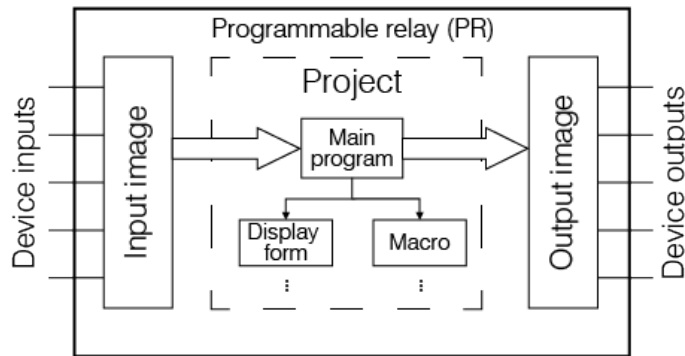 Programmable relay (PR)
Project
Device inputs
Input image
Main
program
Display
form
Macro
Output image
Device outputs